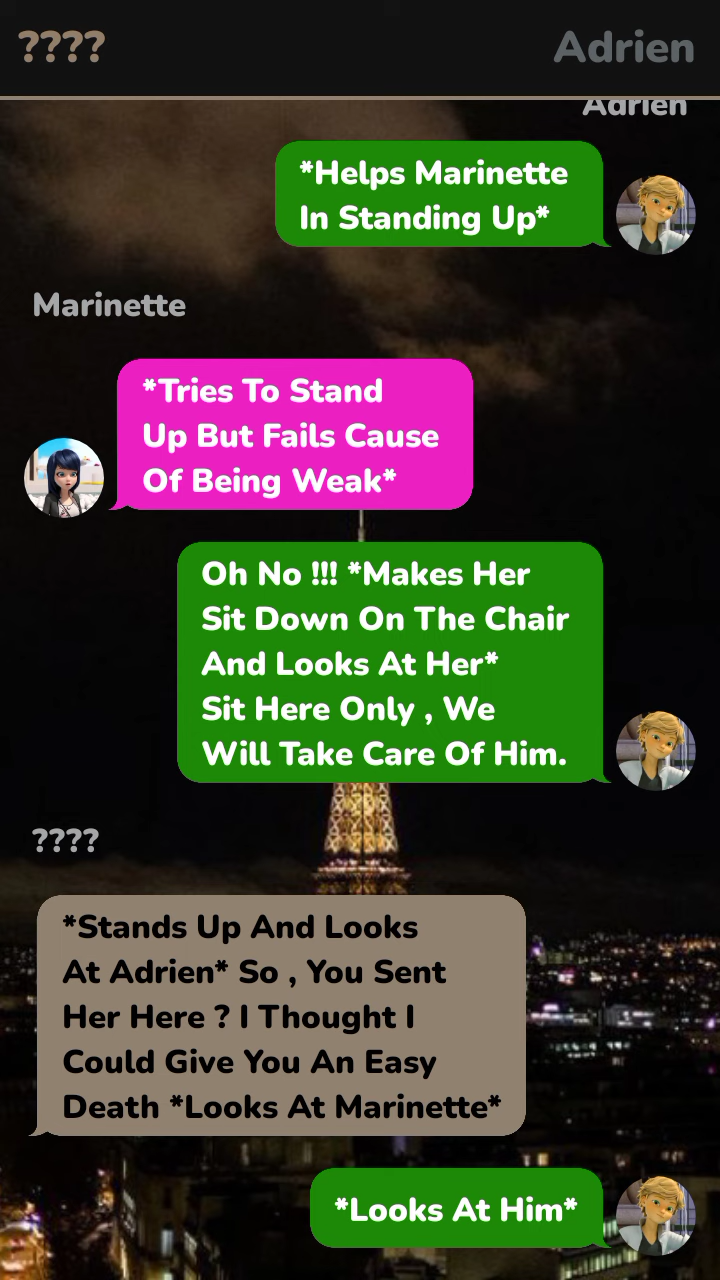 ???? Adrien
Adrien
*Helps Marinette
In Standing Up*
Marinette
*Tries To Stand
Up But Fails Cause
Of Being Weak*
Oh No !!! *Makes Her
Sit Down On The Chair
And Looks At Her*
Sit Here Only , We
Will Take Care Of Him.
????
*Stands Up And Looks
At Adrien* So , You Sent
Her Here ? I Thought I
Could Give You An Easy
Death *Looks At Marinette*
*Looks At Him*